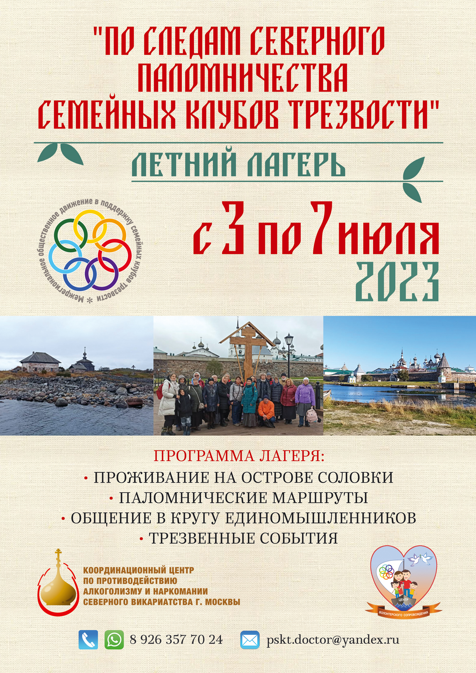 "ПО СЛЕДАМ СЕВЕРНОГО
ПАЛОМНИЧЕСТВА
СЕМЕЙНЫХ КЛУБОВ ТРЕЗВОСТИ"
ЛЕТНИЙ ЛАГЕРЬ
Межрегиональное общественное движение в поддержку семейных клубов трезвости
с 3 по 7 июля
2023
ПРОГРАММА ЛАГЕРЯ:
• ПРОЖИВАНИЕ НА ОСТРОВЕ СОЛОВКИ
• ПАЛОМНИЧЕСКИЕ МАРШРУТЫ
• ОБЩЕНИЕ В КРУГУ ЕДИНОМЫШЛЕННИКОВ
• ТРЕЗВЕННЫЕ СОБЫТИЯ
КООРДИНАЦИОННЫЙ ЦЕНТР
ПО ПРОТИВОДЕЙСТВИЮ
АЛКОГОЛИЗМУ И НАРКОМАНИИ
СЕВЕРНОГО ВИКАРИАТСТВА Г. МОСКВЫ
8 926 357 70 24
pskt.doctor@yandex.ru